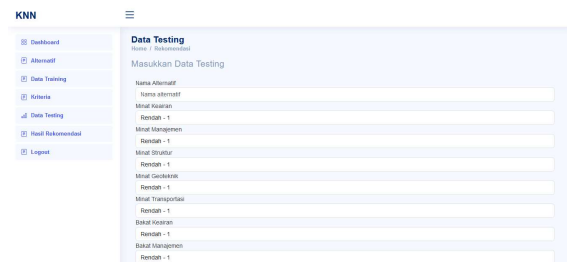 KNN
Dashboard
Alternatif
Data Training
Kriteria
Data Testing
Hasil Rekomendasi
Logout
Data Testing
Home / Rekomendasi
Masukkan Data Testing
Nama Alternatif
Nama alternatif
Minat Keairan
Rendah - 1
Minat Manajemen
Rendah - 1
Minat Struktur
Rendah - 1
Minat Geoteknik
Rendah - 1
Minat Transportasi
Rendah - 1
Bakat Keairan
Rendah - 1
Bakat Manajemen
Rendah - 1